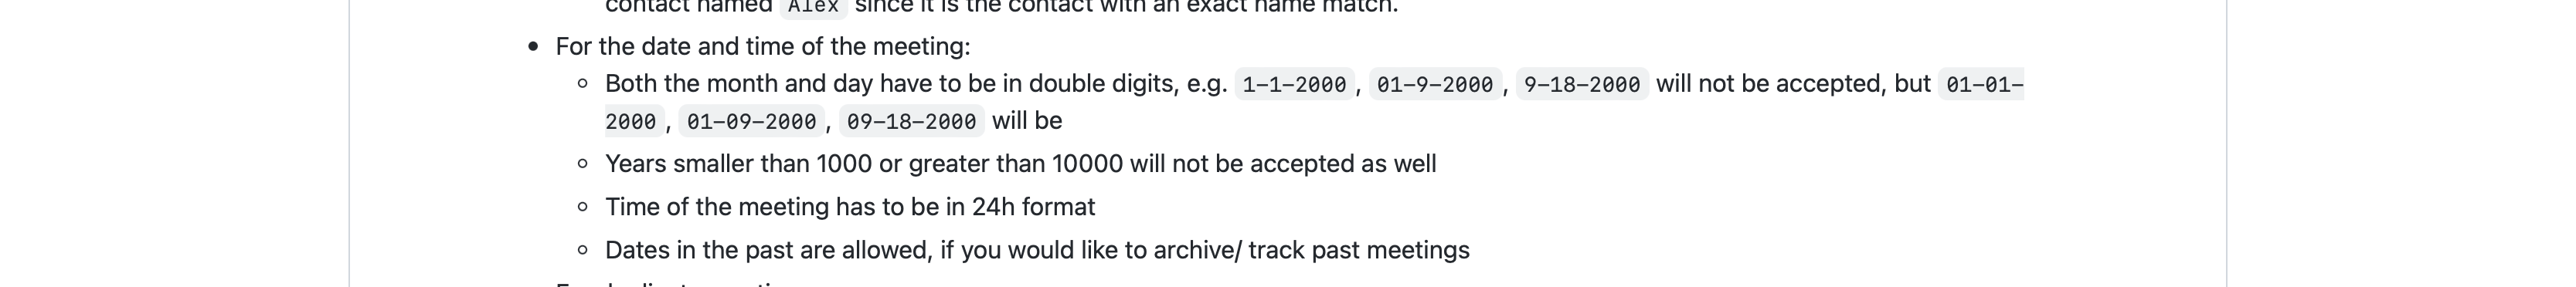 contact named Alex since it is the contact with an exact name match.
For the date and time of the meeting:
Both the month and day have to be in double digits, e.g. 1-1-2000, 01-9-2000, 9-18-2000 will not be accepted, but 01-01-
2000, 01-09-2000, 09-18-2000 will be
Years smaller than 1000 or greater than 10000 will not be accepted as well
Time of the meeting has to be in 24h format
Dates in the past are allowed, if you would like to archive/ track past meetings